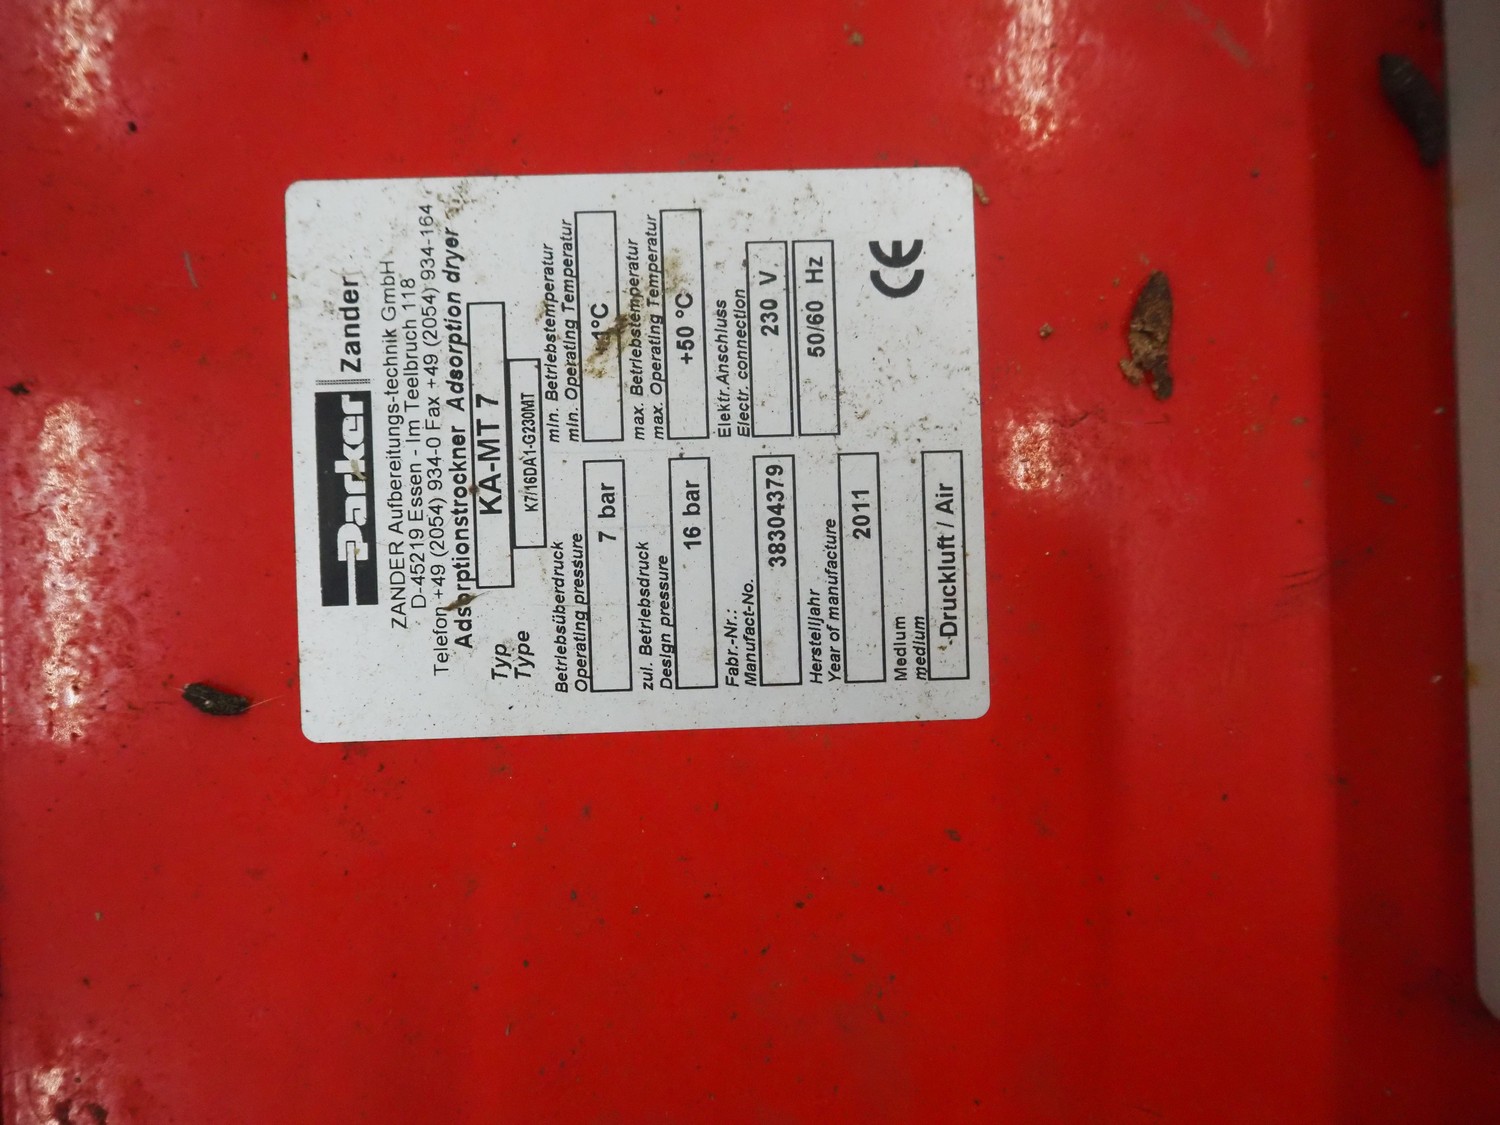 Parker Zander
ZANDER Aufbereitungs-technik GmbH
D-45219 Essen - Im Teelbruch 118
Telefon +49 (2054) 934-0 Fax +49 (2054) 934-164
Adsorptionstrockner Adsorption dryer
Typ
Type
KA-MT 7
K7/16DA1-G230MT
Betriebsüberdruck
Operating pressure
7 bar
min. Betriebstemperatur
min. Operating Temperatur
1°C
zul. Betriebsdruck
Design pressure
16 bar
max. Betriebstemperatur
max. Operating Temperatur
+50 °C
Fabr.-Nr.:
Manufact-No.
38304379
Elektr.Anschluss
Electr. connection
230 V
50/60 Hz
Herstelljahr
Year of manufacture
2011
Medium
medium
Druckluft / Air
CE